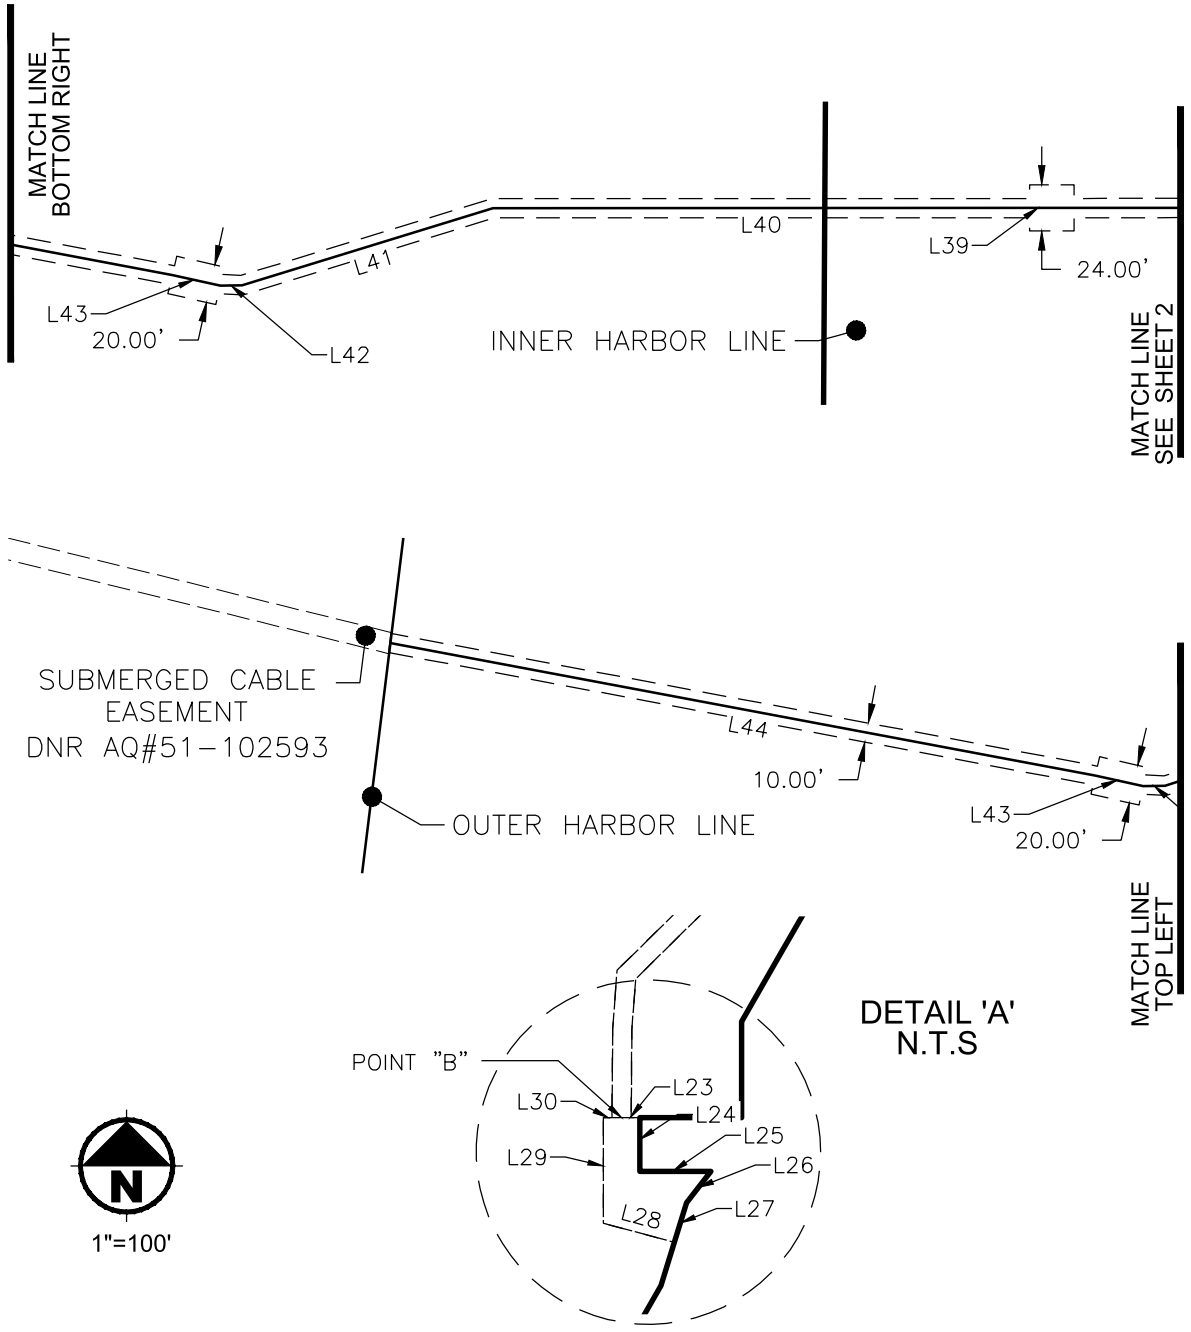 MATCH LINE
BOTTOM RIGHT
L43
20.00'
L42
L41
L40
L39
24.00'
INNER HARBOR LINE
MATCH LINE
SEE SHEET 2
SUBMERGED CABLE
EASEMENT
DNR AQ#51-102593
L44
10.00'
L43
20.00'
OUTER HARBOR LINE
MATCH LINE
TOP LEFT
DETAIL 'A'
N.T.S
POINT "B"
L23
L30
L24
L25
L29
L26
L28
L27
N
1"=100'